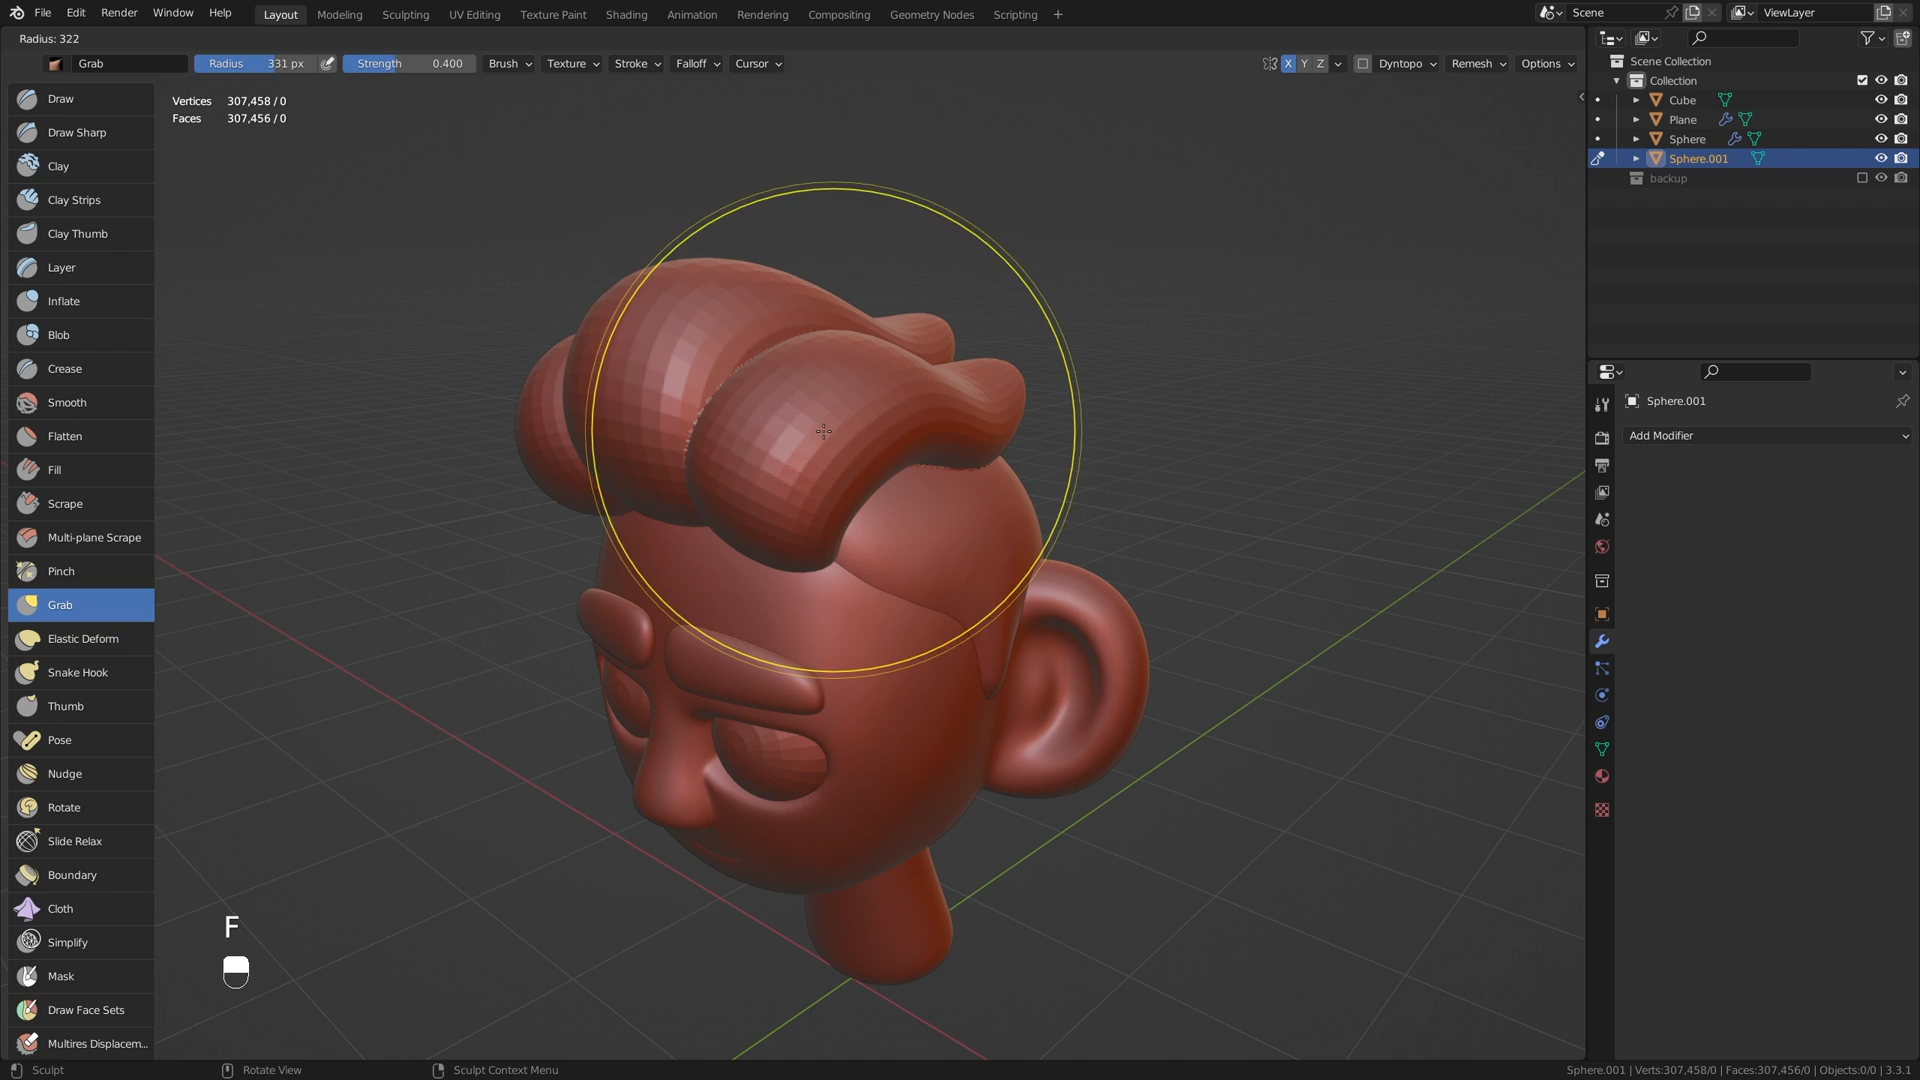 File Edit Render Window Help Layout Modeling Sculpting UV Editing Texture Paint Shading Animation Rendering Compositing Geometry Nodes Scripting + Scene ViewLayer
Radius: 322
Grab Radius 331 px Strength 0.400 Brush Texture Stroke Falloff Cursor X Y Z Dyntopo Remesh Options
Vertices 307,458 / 0
Faces 307,456 / 0
Draw
Draw Sharp
Clay
Clay Strips
Clay Thumb
Layer
Inflate
Blob
Crease
Smooth
Flatten
Fill
Scrape
Multi-plane Scrape
Pinch
Grab
Elastic Deform
Snake Hook
Thumb
Pose
Nudge
Rotate
Slide Relax
Boundary
Cloth
Simplify
Mask
Draw Face Sets
Multires Displacem...
F
Scene Collection
Collection
Cube
Plane
Sphere
Sphere.001
backup
Sphere.001
Add Modifier
Sculpt Rotate View Sculpt Context Menu Sphere.001 | Verts:307,458/0 | Faces:307,456/0 | Objects:0/0 | 3.3.1